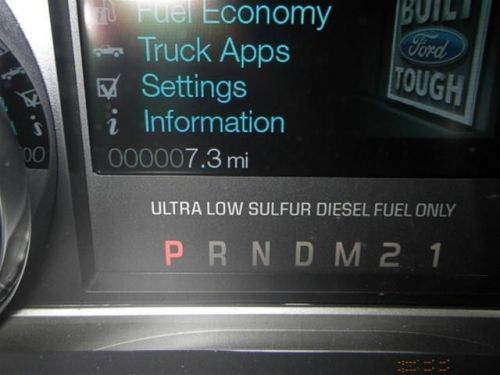 Fuel Economy
Truck Apps
Settings
Information
000007.3 mi
BUILT
Ford
TOUGH
ULTRA LOW SULFUR DIESEL FUEL ONLY
P R N D M 2 1